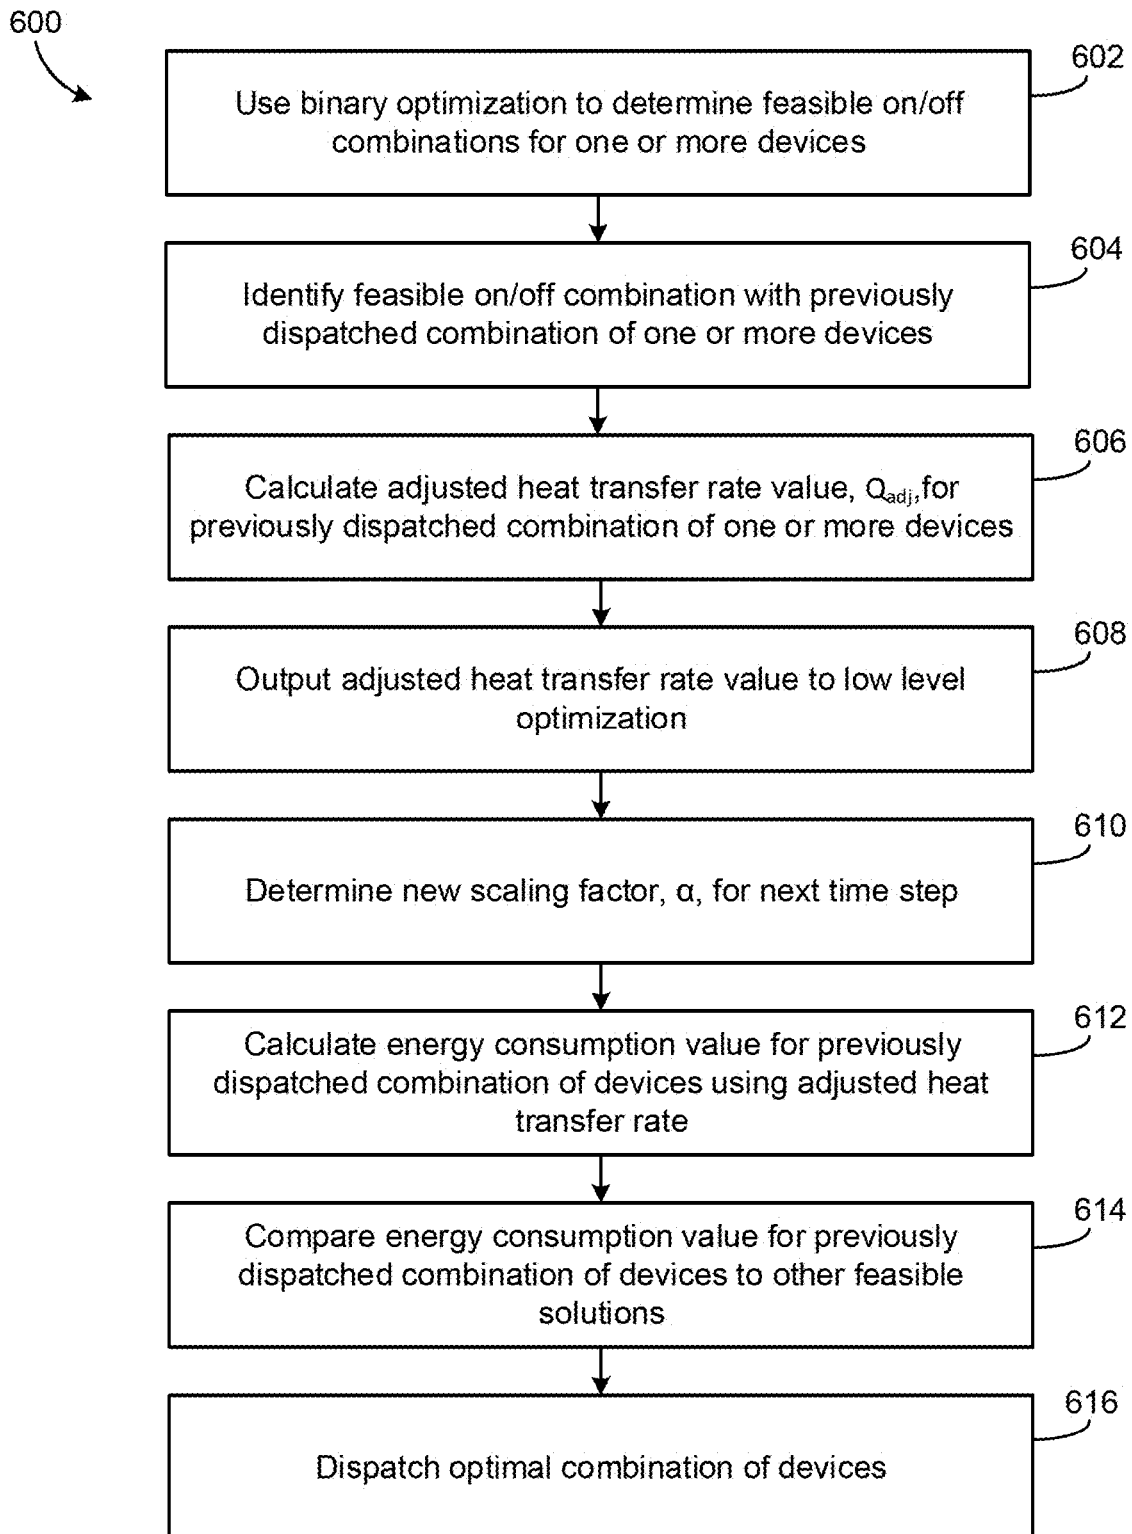 600
602
Use binary optimization to determine feasible on/off
combinations for one or more devices
604
Identify feasible on/off combination with previously
dispatched combination of one or more devices
606
Calculate adjusted heat transfer rate value, Qadj,for
previously dispatched combination of one or more devices
608
Output adjusted heat transfer rate value to low level
optimization
610
Determine new scaling factor, α, for next time step
612
Calculate energy consumption value for previously
dispatched combination of devices using adjusted heat
transfer rate
614
Compare energy consumption value for previously
dispatched combination of devices to other feasible
solutions
616
Dispatch optimal combination of devices